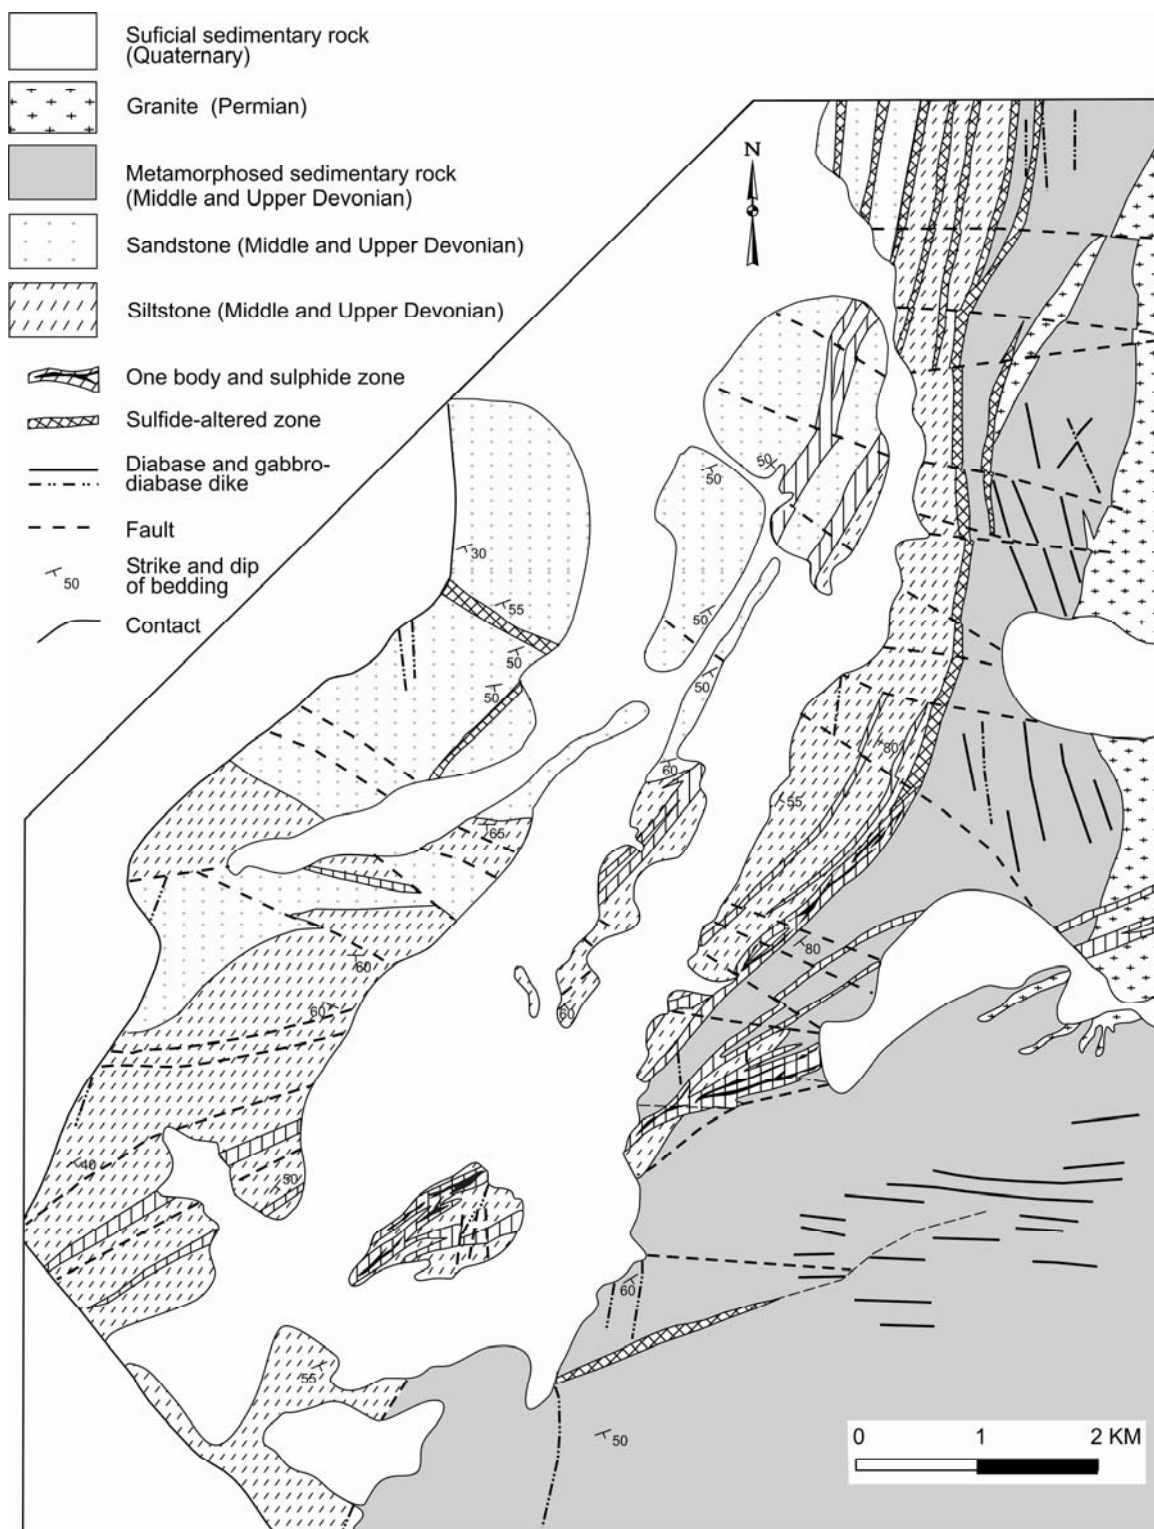 Suficial sedimentary rock
(Quaternary)
Granite (Permian)
Metamorphosed sedimentary rock
(Middle and Upper Devonian)
Sandstone (Middle and Upper Devonian)
Siltstone (Middle and Upper Devonian)
One body and sulphide zone
Sulfide-altered zone
Diabase and gabbro-
diabase dike
Fault
50
Strike and dip
of bedding
Contact
N
50
50
30
55
50
50
50
50
60
80
55
65
80
60
60
60
40
50
60
55
50
0 1 2 KM